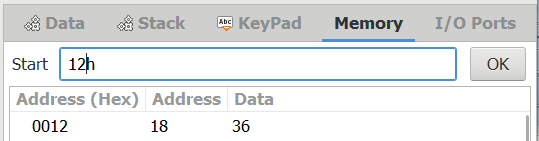 Data Stack Abc KeyPad Memory I/O Ports
Start 12h OK
Address (Hex) Address Data
0012 18 36